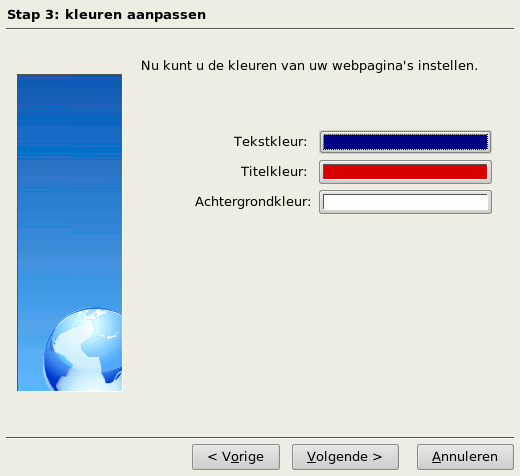 Stap 3: kleuren aanpassen
Nu kunt u de kleuren van uw webpagina's instellen.
Tekstkleur:
Titelkleur:
Achtergrondkleur:
< Vorige   Volgende >   Annuleren